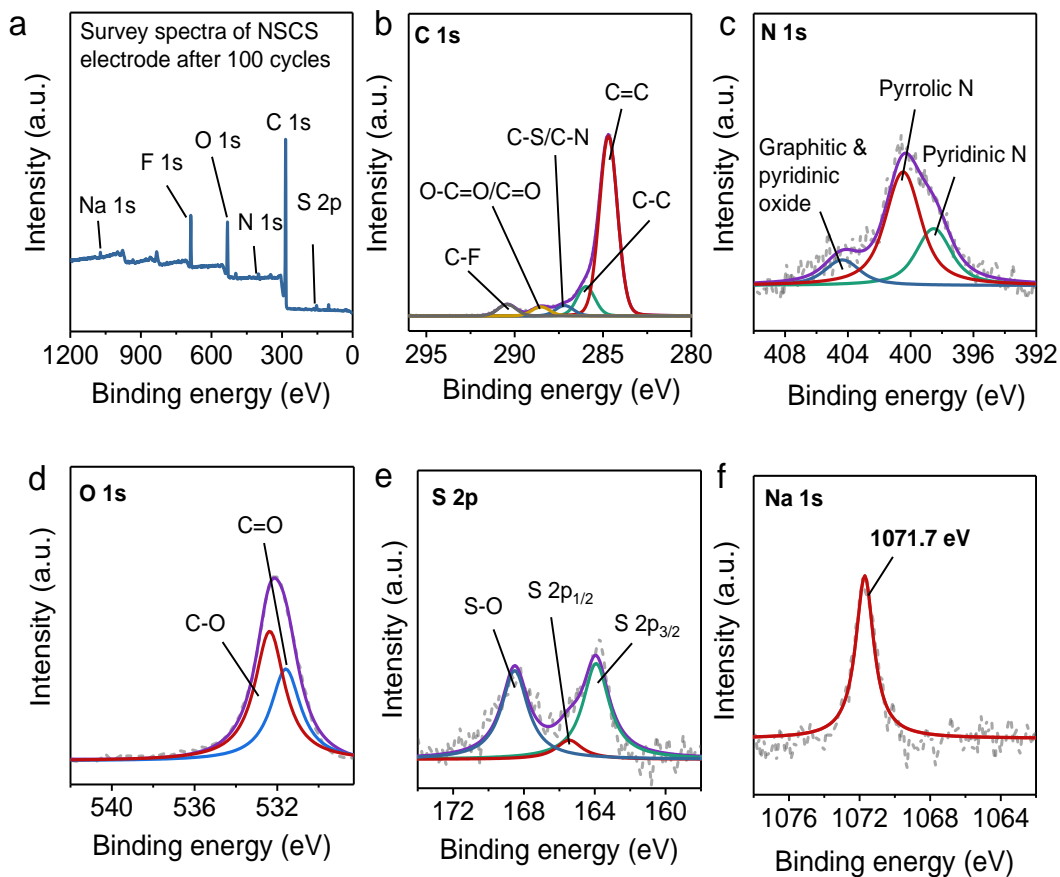 a
Survey spectra of NSCS
electrode after 100 cycles
C 1s
O 1s
F 1s
S 2p
Na 1s
N 1s
Intensity (a.u.)
1200 900 600 300 0
Binding energy (eV)
b
C 1s
C=C
C-S/C-N
O-C=O/C=O
C-C
C-F
Intensity (a.u.)
295 290 285 280
Binding energy (eV)
c
N 1s
Pyrrolic N
Graphitic &
pyridinic
oxide
Pyridinic N
Intensity (a.u.)
408 404 400 396 392
Binding energy (eV)
d
O 1s
C=O
C-O
Intensity (a.u.)
540 536 532
Binding energy (eV)
e
S 2p
S-O
S 2p1/2
S 2p3/2
Intensity (a.u.)
172 168 164 160
Binding energy (eV)
f
Na 1s
1071.7 eV
Intensity (a.u.)
1076 1072 1068 1064
Binding energy (eV)